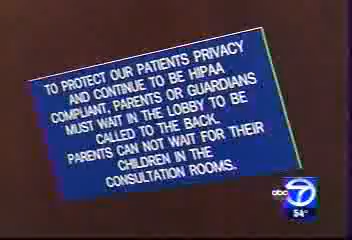 TO PROTECT OUR PATIENTS PRIVACY
AND CONTINUE TO BE HIPAA
COMPLIANT, PARENTS OR GUARDIANS
MUST WAIT IN THE LOBBY TO BE
CALLED TO THE BACK.
PARENTS CAN NOT WAIT FOR THEIR
CHILDREN IN THE
CONSULTATION ROOMS.
abc 7
54°